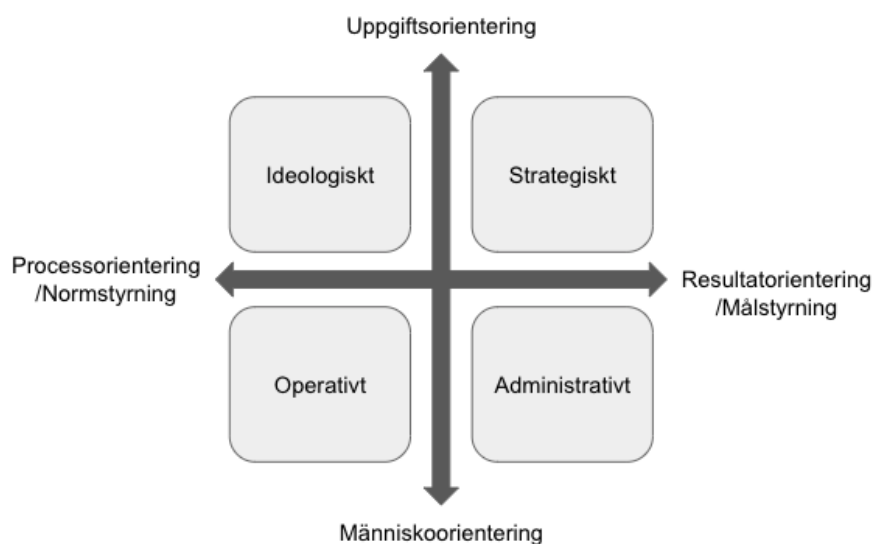 Uppgiftsorientering
Ideologiskt
Strategiskt
Processorientering
/Normstyrning
Resultatorientering
/Målstyrning
Operativt
Administrativt
Människoorientering